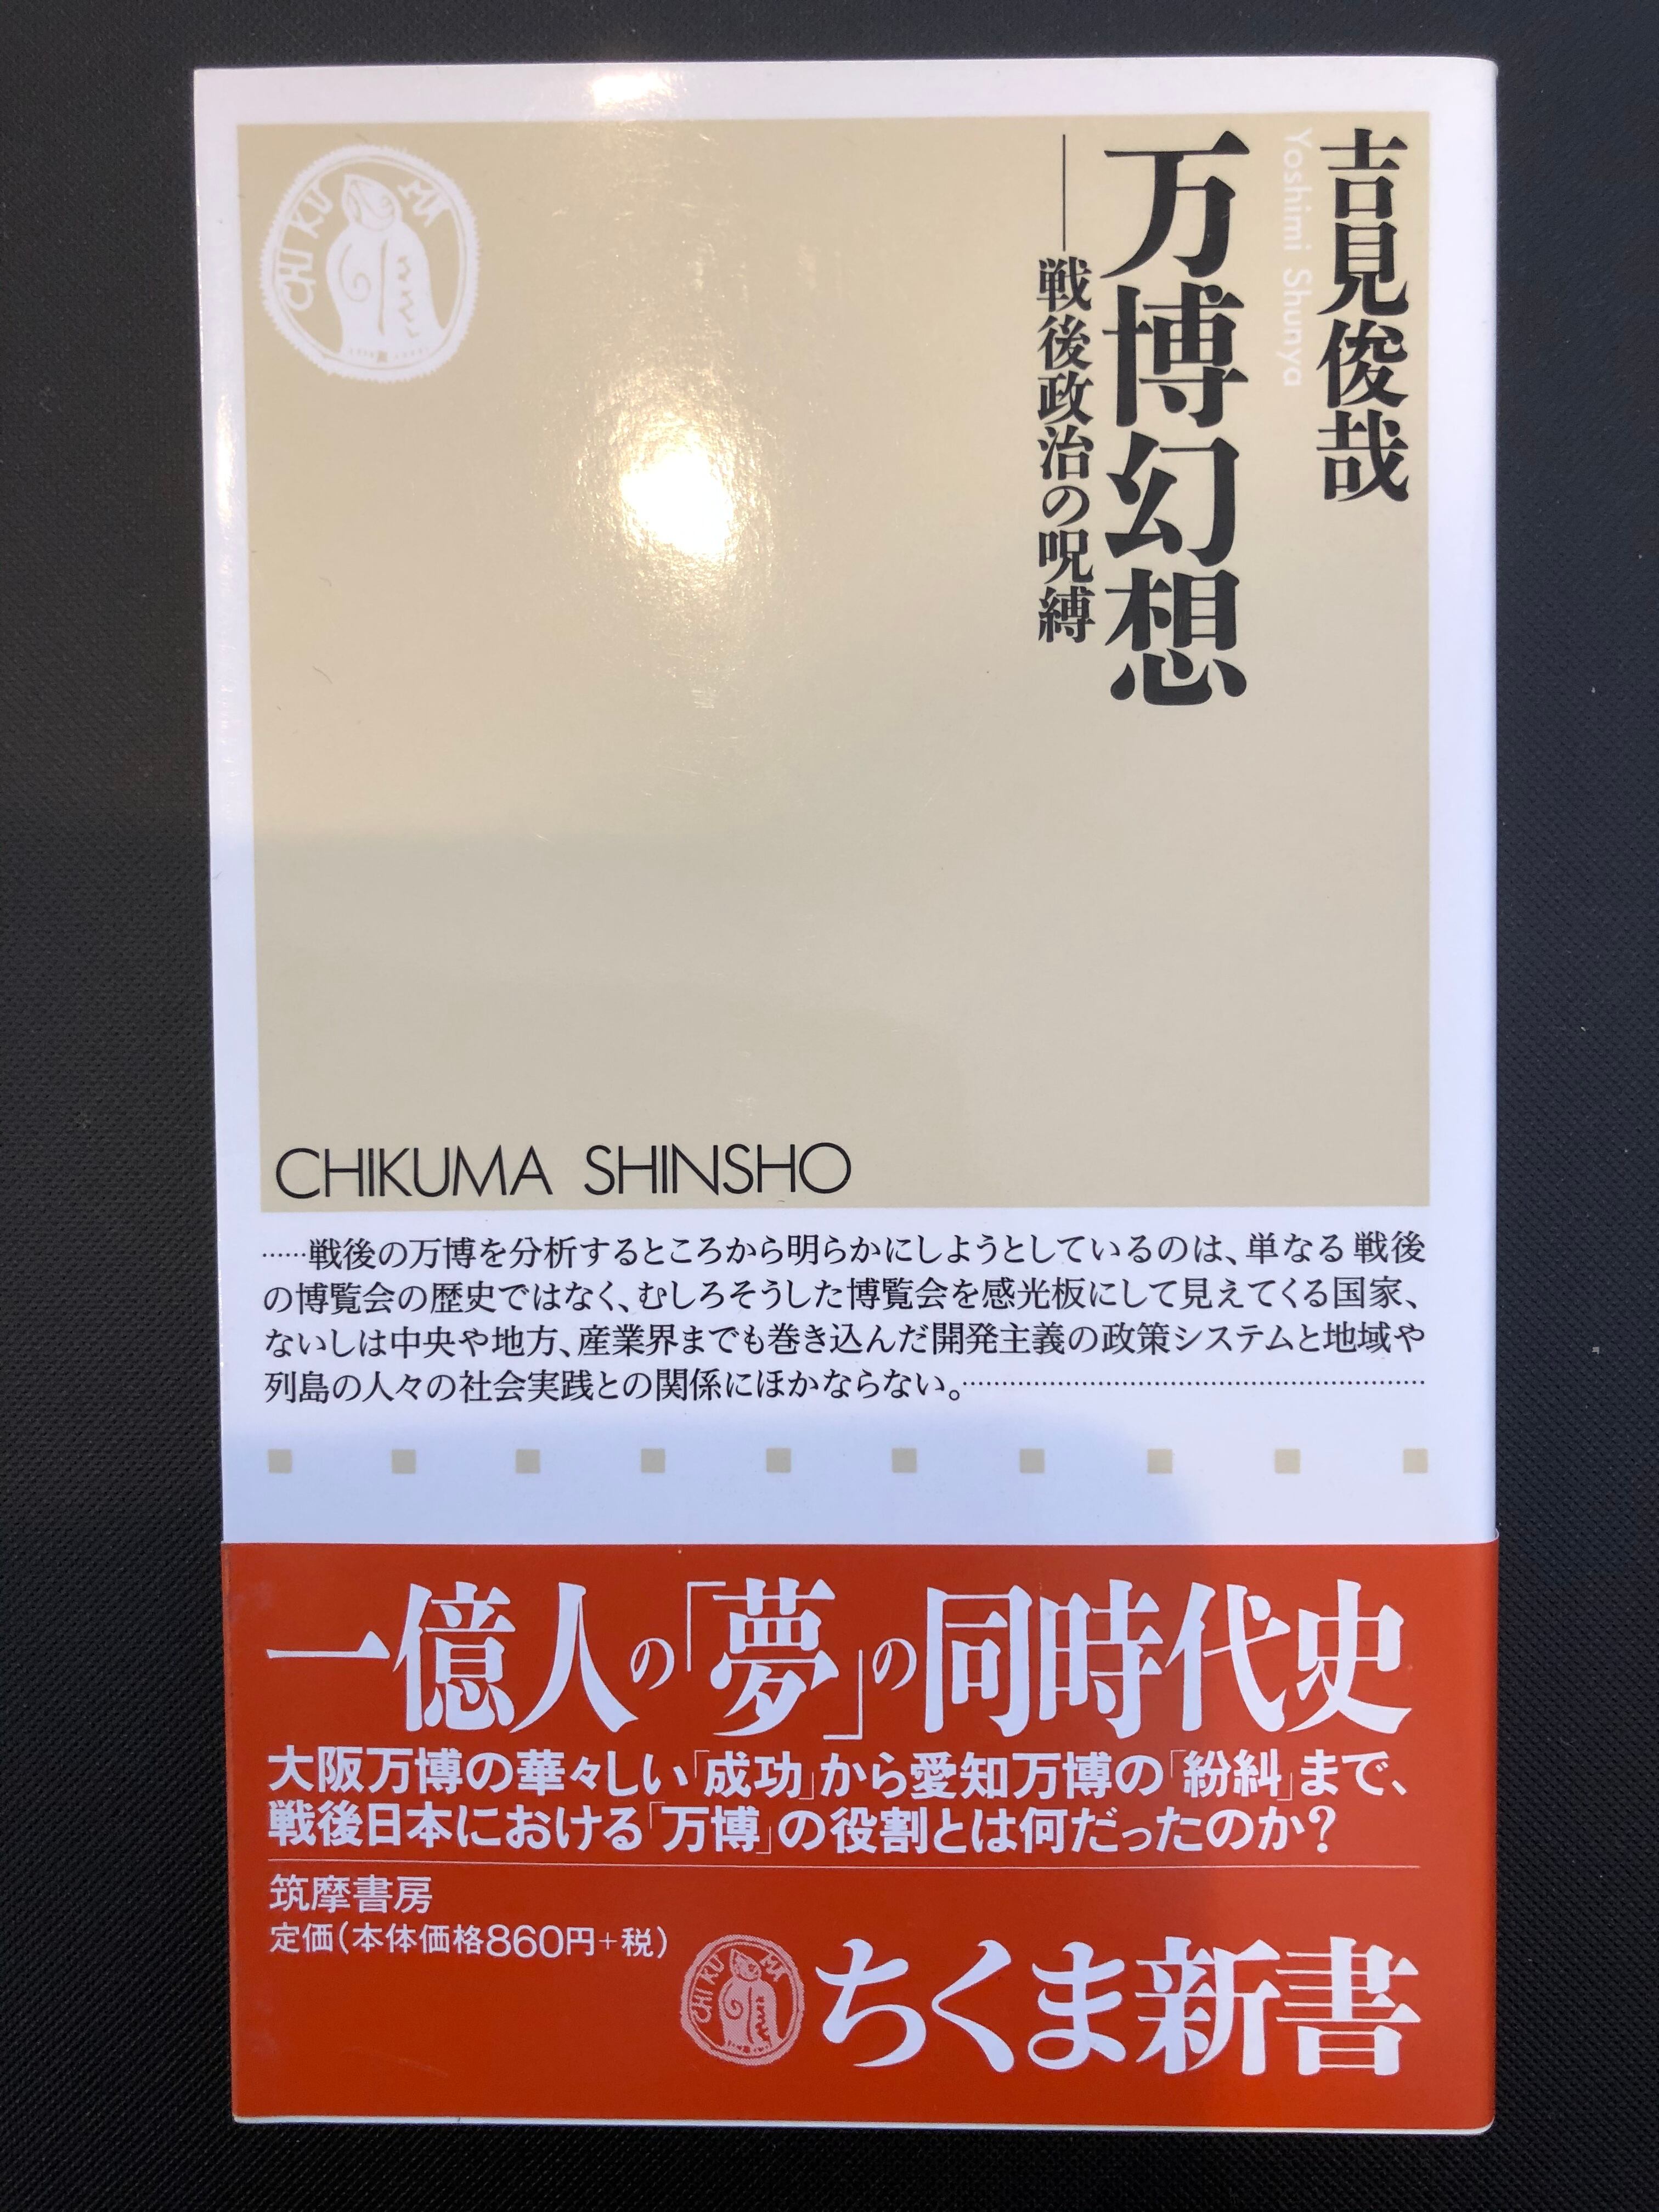 吉見俊哉
Yoshimi Shunya
万博幻想
──戦後政治の呪縛
CHIKUMA
CHIKUMA SHINSHO
……戦後の万博を分析するところから明らかにしようとしているのは、単なる戦後
の博覧会の歴史ではなく、むしろそうした博覧会を感光板にして見えてくる国家、
ないしは中央や地方、産業界までも巻き込んだ開発主義の政策システムと地域や
列島の人々の社会実践との関係にほかならない。……………………………………
一億人の「夢」の同時代史
大阪万博の華々しい「成功」から愛知万博の「紛糾」まで、
戦後日本における「万博」の役割とは何だったのか?
筑摩書房
定価(本体価格860円+税)
CHIKUMA
ちくま新書